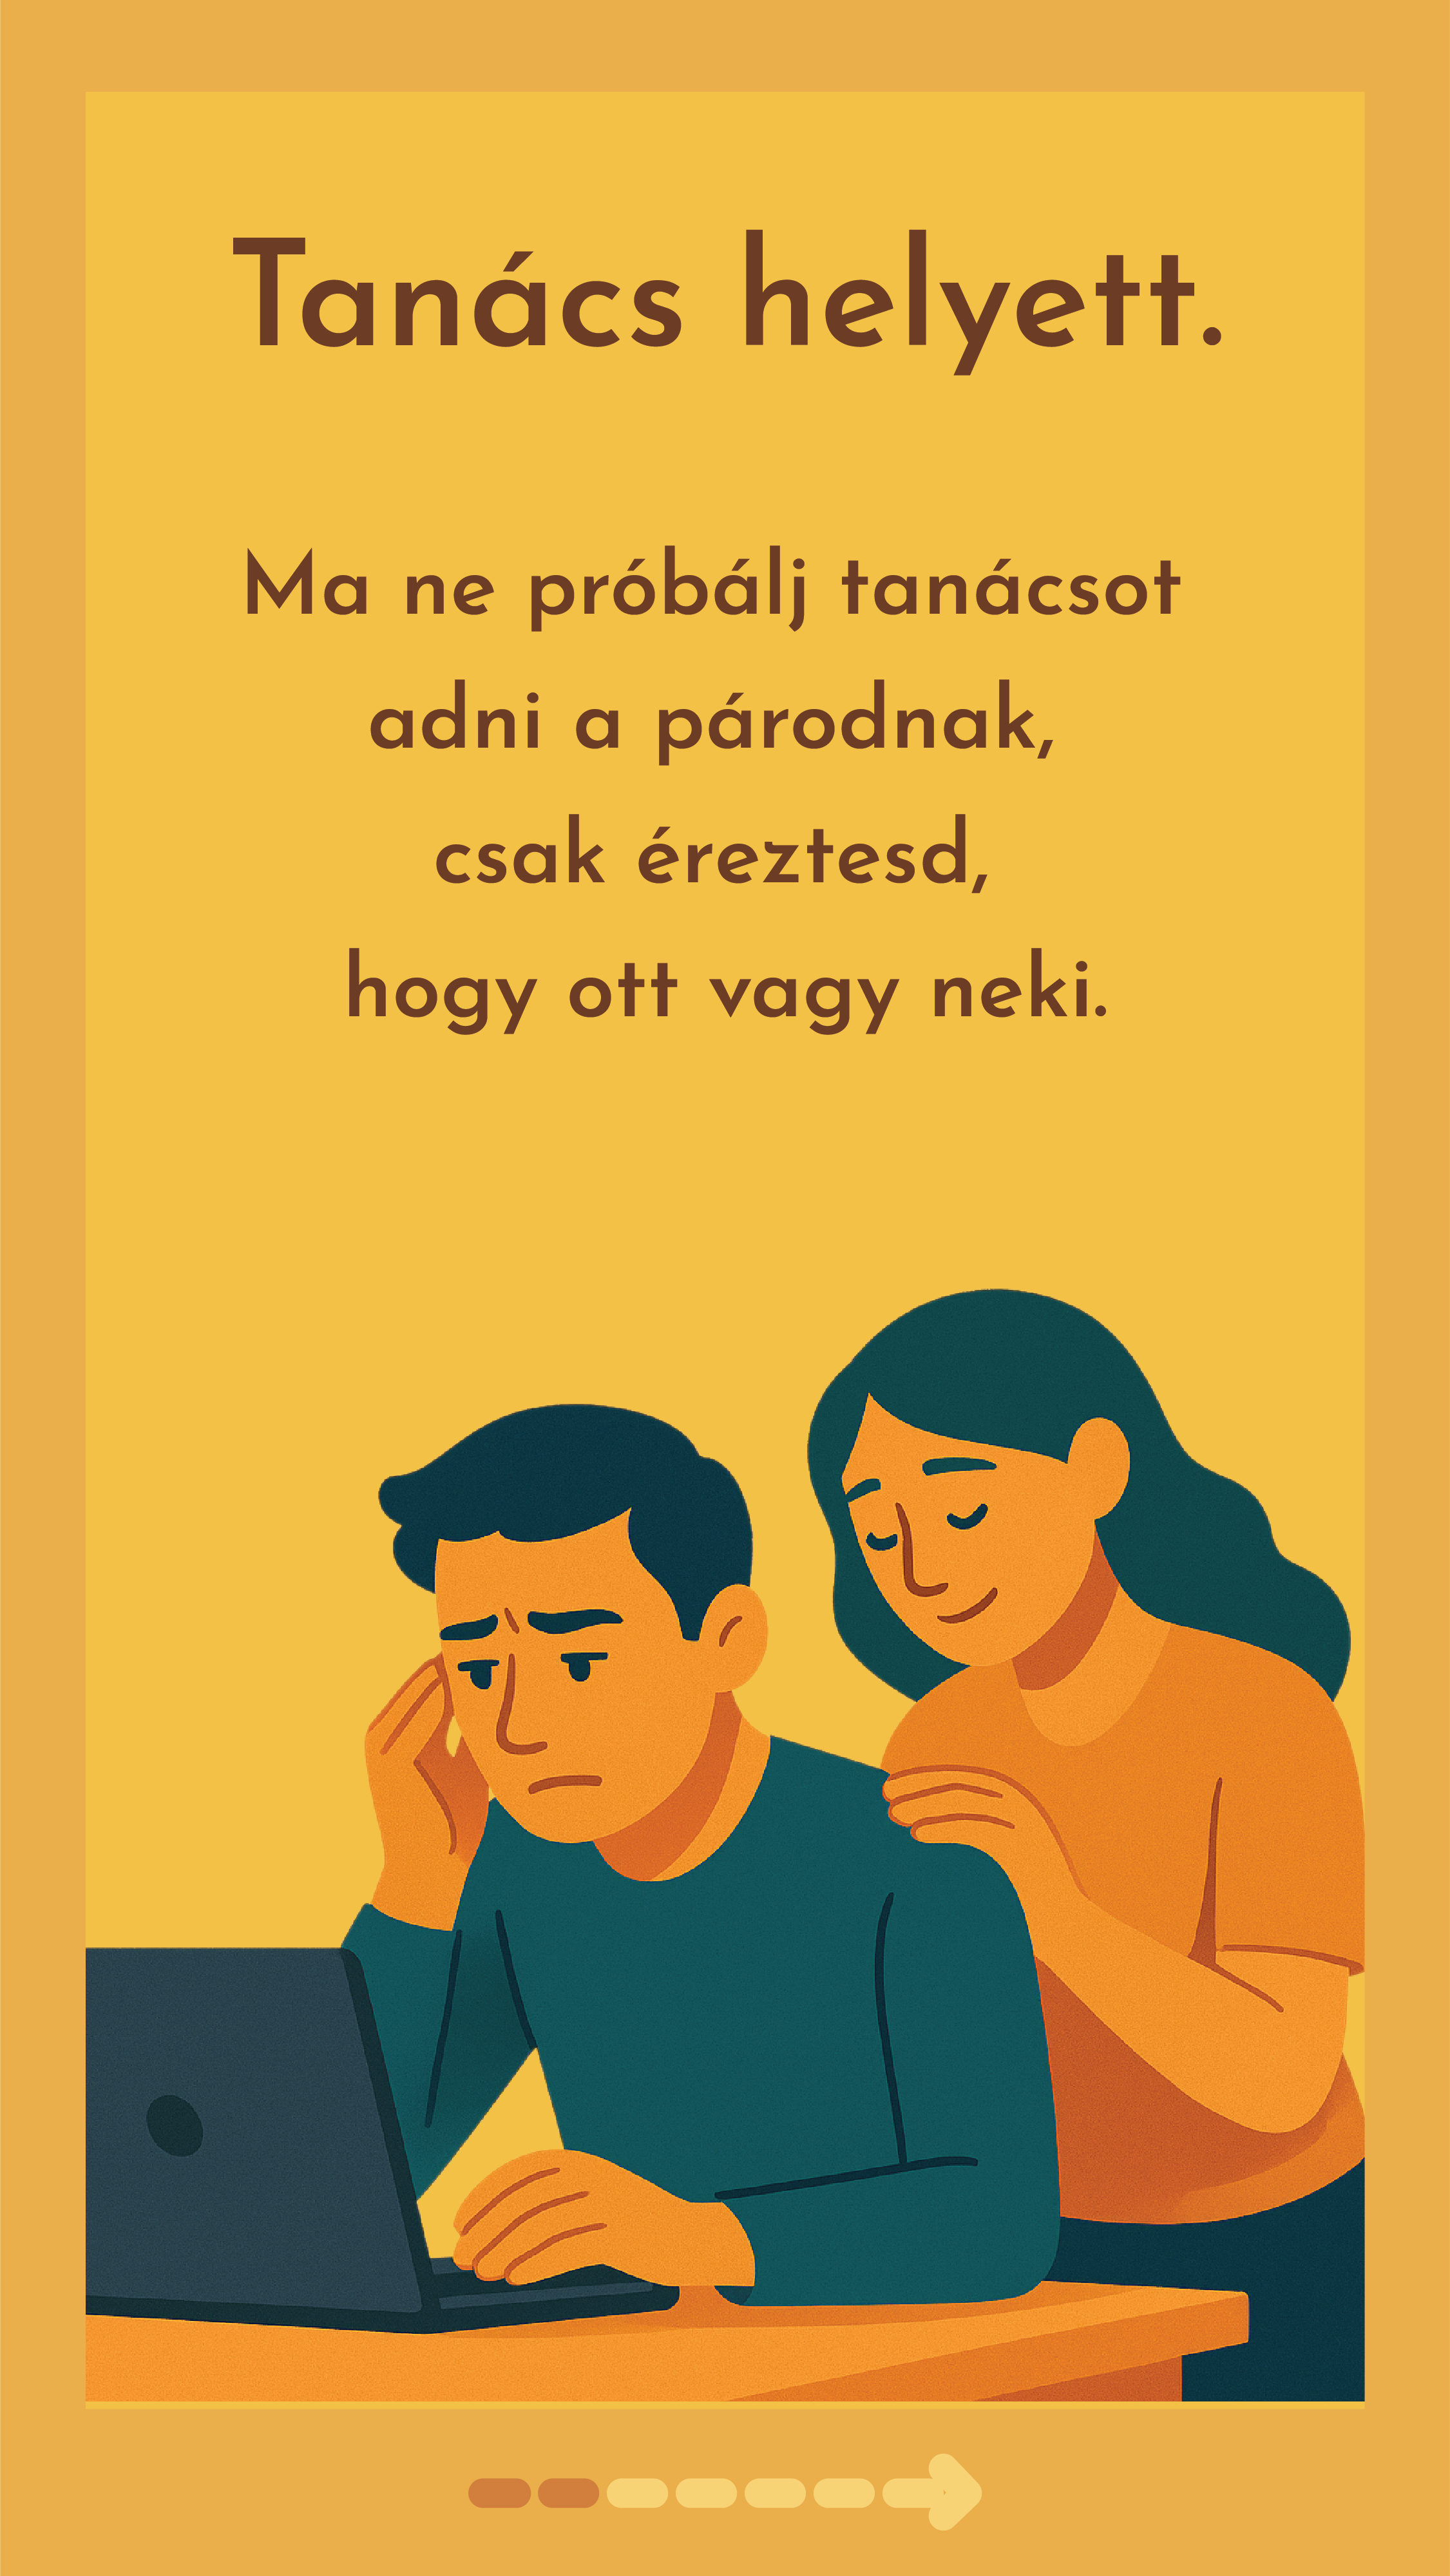 Tanács helyett.
Ma ne próbálj tanácsot
adni a párodnak,
csak éreztesd,
hogy ott vagy neki.